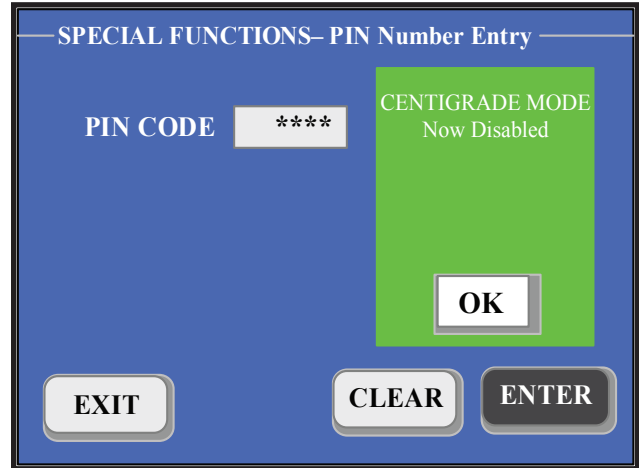 SPECIAL FUNCTIONS– PIN Number Entry
PIN CODE ****
CENTIGRADE MODE
Now Disabled
OK
EXIT
CLEAR
ENTER